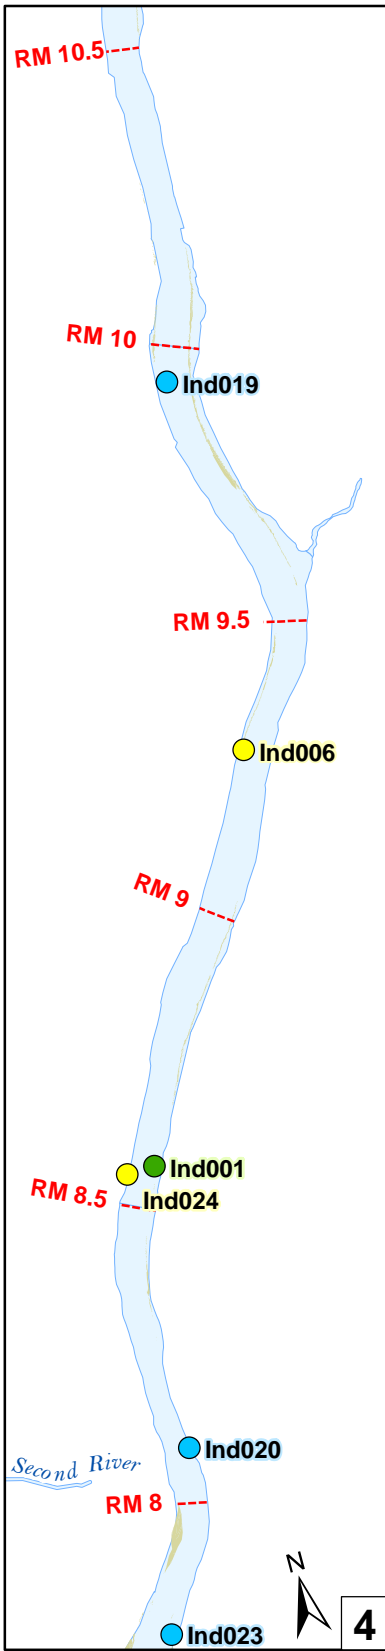 RM 10.5
RM 10
Ind019
RM 9.5
Ind006
RM 9
Ind001
RM 8.5
Ind024
Ind020
Second River
RM 8
N
4
Ind023